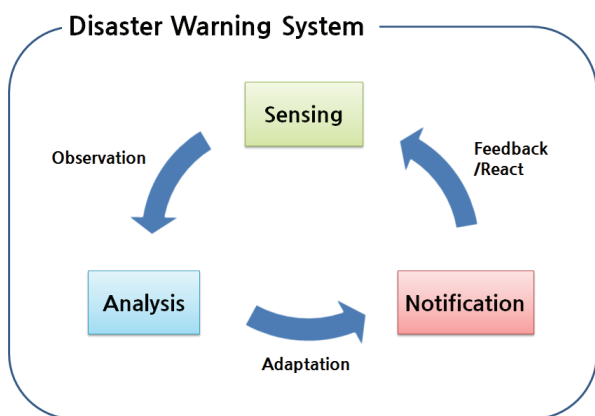 Disaster Warning System
Sensing
Observation
Feedback
/React
Analysis
Notification
Adaptation